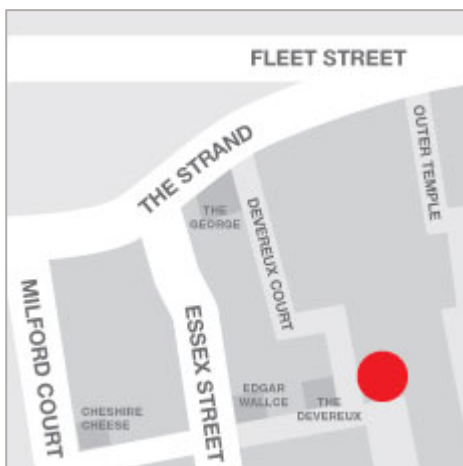 FLEET STREET
THE STRAND
OUTER TEMPLE
THE
GEORGE
DEVEREUX COURT
MILFORD COURT
ESSEX STREET
EDGAR
WALLCE
THE
DEVEREUX
CHESHIRE
CHEESE